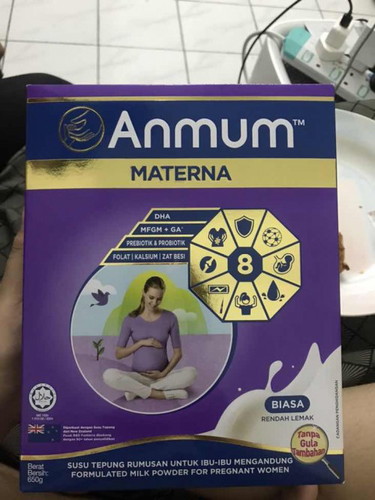 Anmum™
MATERNA
DHA
MFGM + GA
PREBIOTIK & PROBIOTIK
FOLAT | KALSIUM | ZAT BESI
8
BIASA
RENDAH LEMAK
Tanpa
Gula
Tambahan
Berat
Bersih:
650g
SUSU TEPUNG RUMUSAN UNTUK IBU-IBU MENGANDUNG
FORMULATED MILK POWDER FOR PREGNANT WOMEN